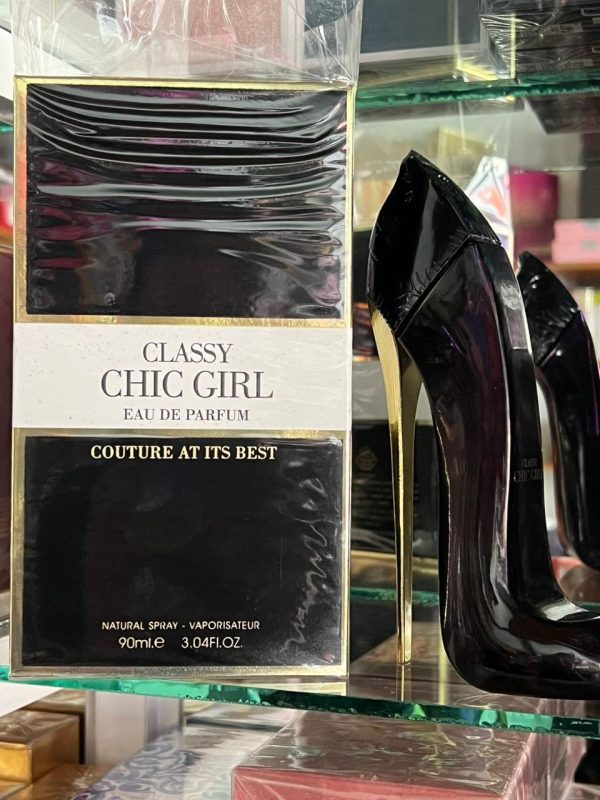 CLASSY
CHIC GIRL
EAU DE PARFUM
COUTURE AT ITS BEST
NATURAL SPRAY - VAPORISATEUR
90ml.e 3.04Fl.OZ.
CLASSY
CHIC GIRL